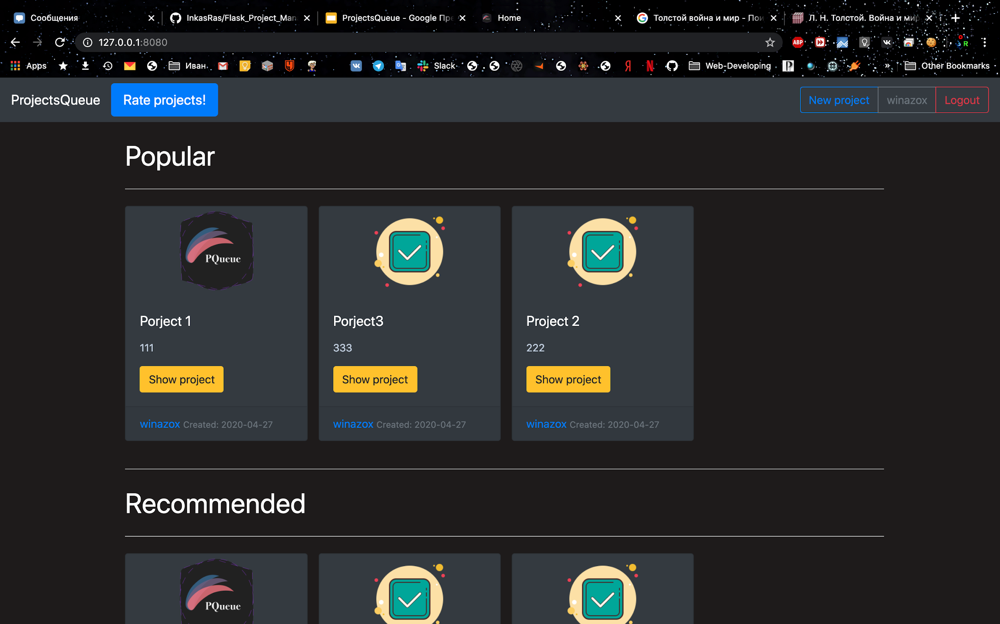 Сообщения
InkasRas/Flask_Project_Man
ProjectsQueue - Google Пре
Home
Толстой война и мир - Пои
Л. Н. Толстой. Война и мир
127.0.0.1:8080
ABP
Apps
Иван
Slack
Web-Developing
Other Bookmarks
ProjectsQueue
Rate projects!
New project
winazox
Logout
Popular
PQueue
Porject 1
111
Show project
winazox Created: 2020-04-27
Porject3
333
Show project
winazox Created: 2020-04-27
Project 2
222
Show project
winazox Created: 2020-04-27
Recommended
PQueue